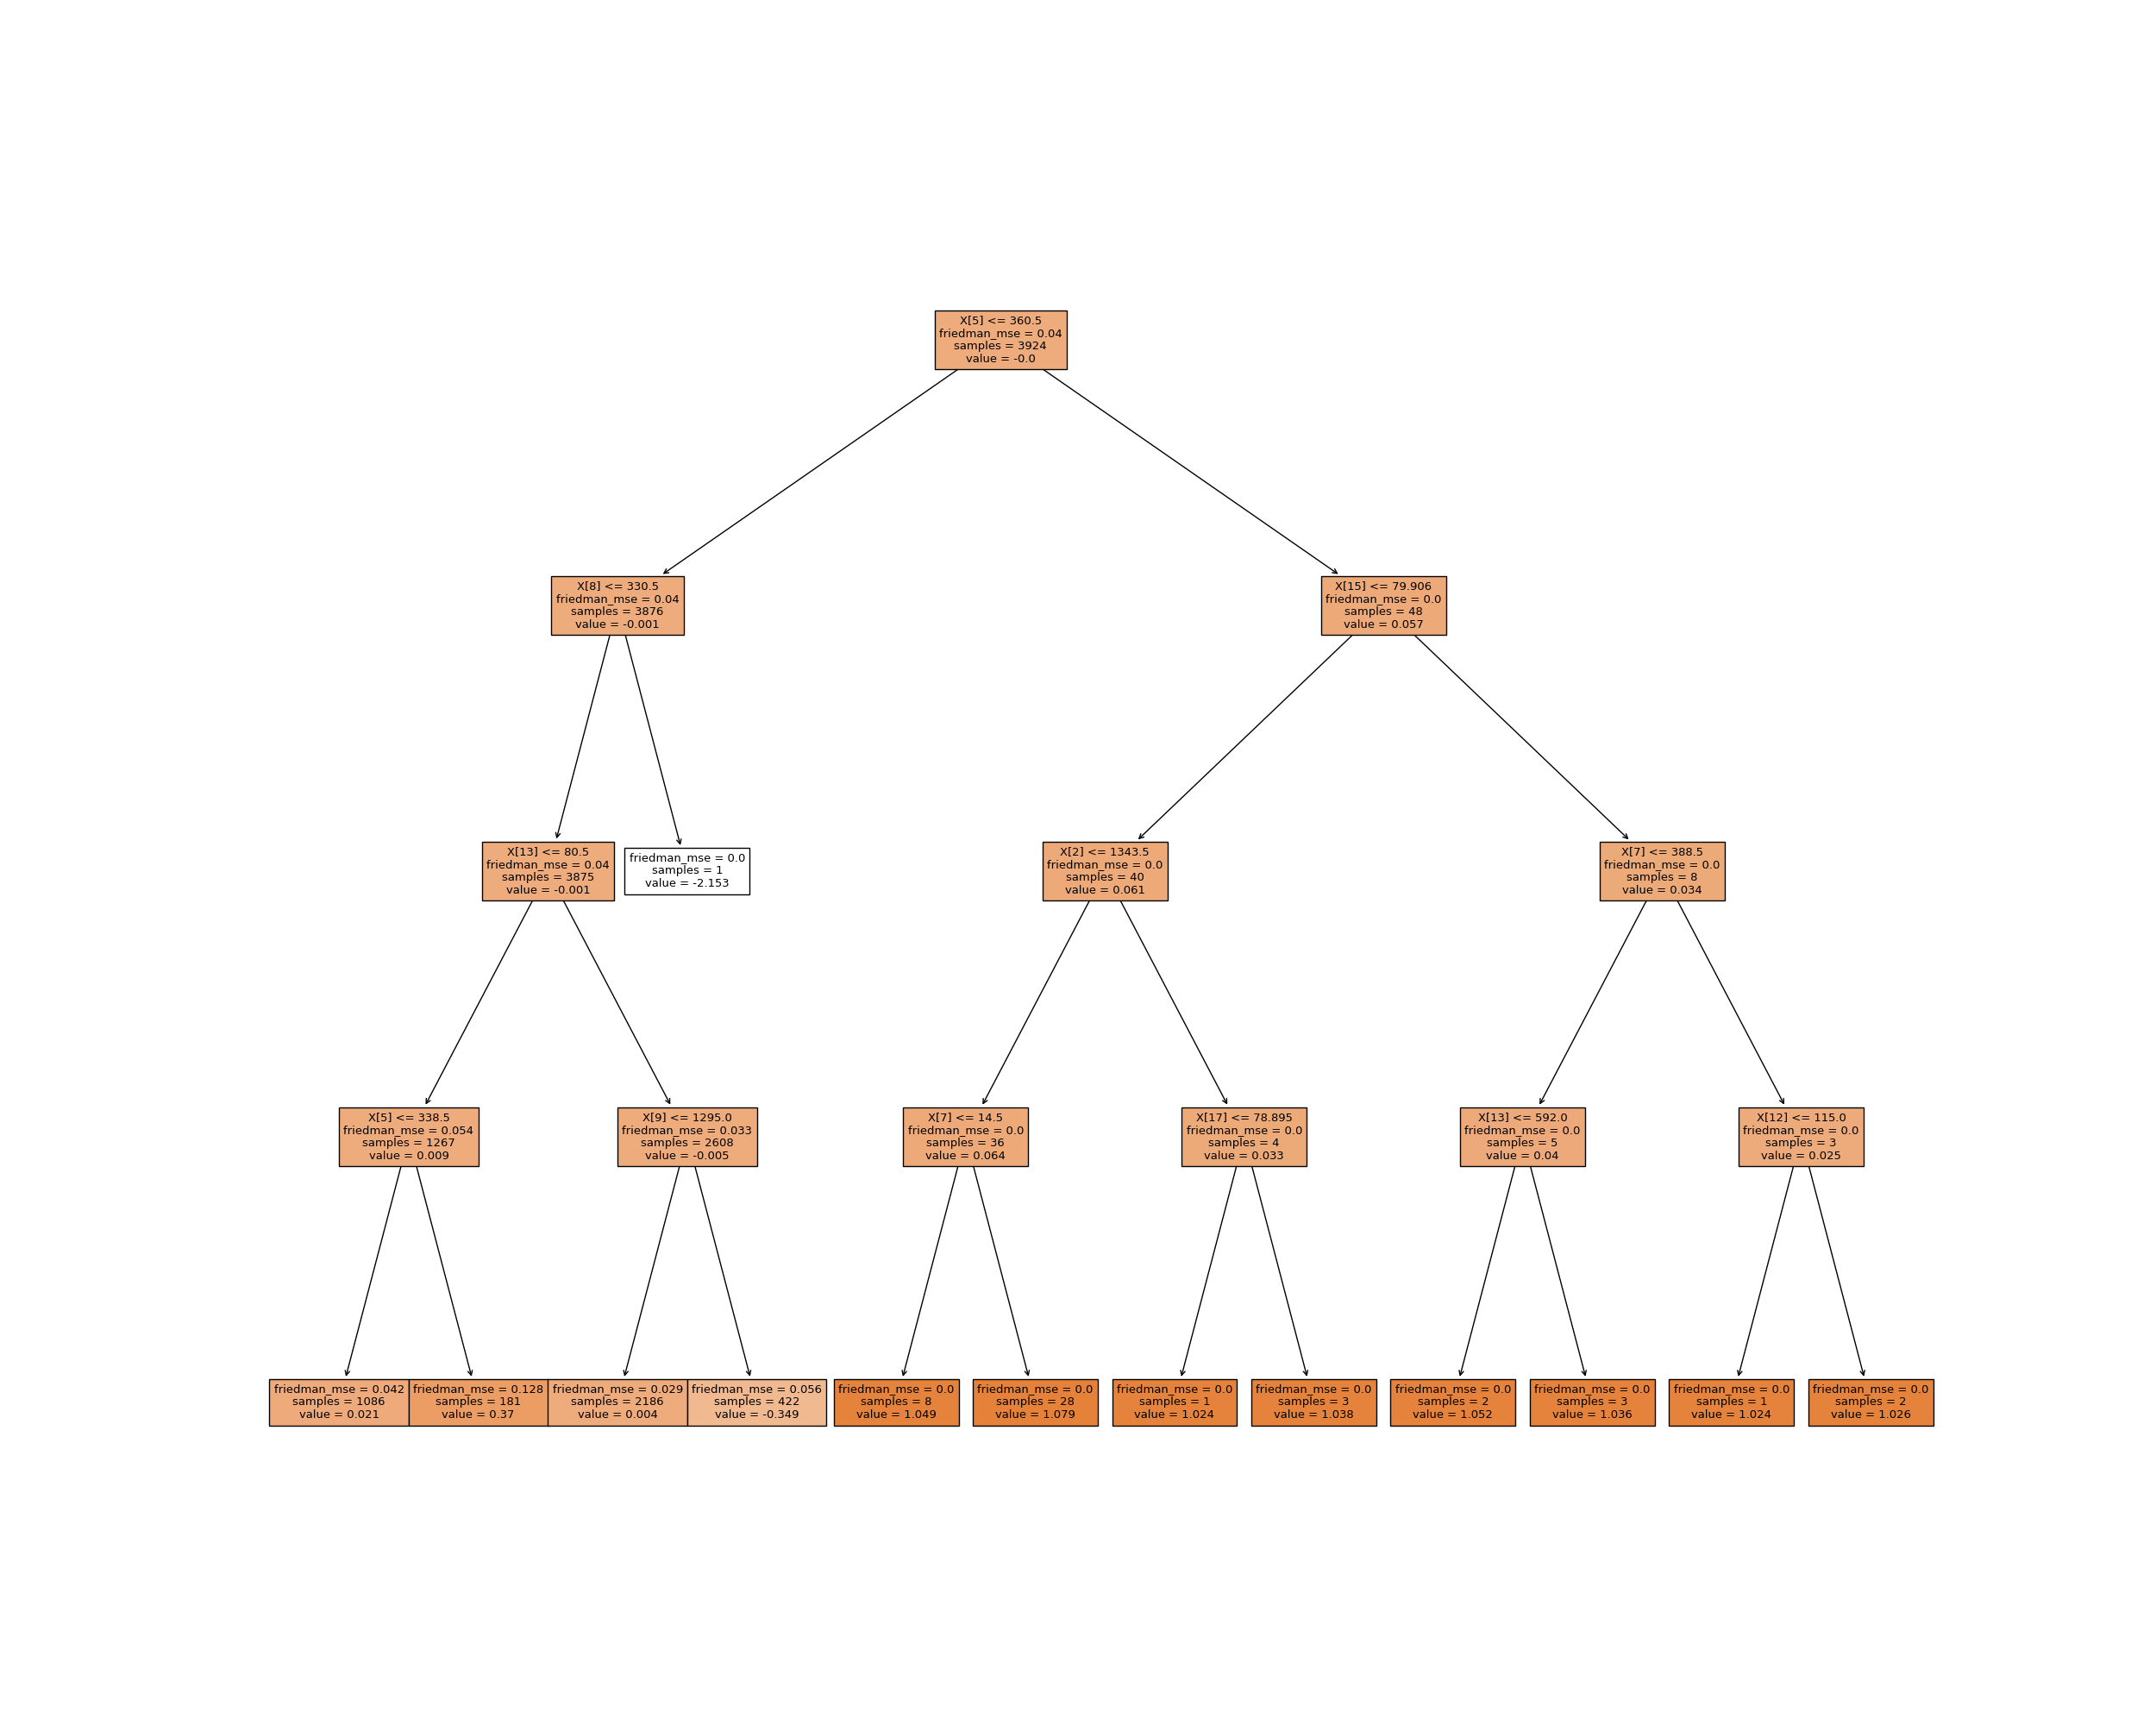 X[5] <= 360.5
friedman_mse = 0.04
samples = 3924
value = -0.0
X[8] <= 330.5
friedman_mse = 0.04
samples = 3876
value = -0.001
X[15] <= 79.906
friedman_mse = 0.0
samples = 48
value = 0.057
X[13] <= 80.5
friedman_mse = 0.04
samples = 3875
value = -0.001
friedman_mse = 0.0
samples = 1
value = -2.153
X[2] <= 1343.5
friedman_mse = 0.0
samples = 40
value = 0.061
X[7] <= 388.5
friedman_mse = 0.0
samples = 8
value = 0.034
X[5] <= 338.5
friedman_mse = 0.054
samples = 1267
value = 0.009
X[9] <= 1295.0
friedman_mse = 0.033
samples = 2608
value = -0.005
X[7] <= 14.5
friedman_mse = 0.0
samples = 36
value = 0.064
X[17] <= 78.895
friedman_mse = 0.0
samples = 4
value = 0.033
X[13] <= 592.0
friedman_mse = 0.0
samples = 5
value = 0.04
X[12] <= 115.0
friedman_mse = 0.0
samples = 3
value = 0.025
friedman_mse = 0.042
samples = 1086
value = 0.021
friedman_mse = 0.128
samples = 181
value = 0.37
friedman_mse = 0.029
samples = 2186
value = 0.004
friedman_mse = 0.056
samples = 422
value = -0.349
friedman_mse = 0.0
samples = 8
value = 1.049
friedman_mse = 0.0
samples = 28
value = 1.079
friedman_mse = 0.0
samples = 1
value = 1.024
friedman_mse = 0.0
samples = 3
value = 1.038
friedman_mse = 0.0
samples = 2
value = 1.052
friedman_mse = 0.0
samples = 3
value = 1.036
friedman_mse = 0.0
samples = 1
value = 1.024
friedman_mse = 0.0
samples = 2
value = 1.026